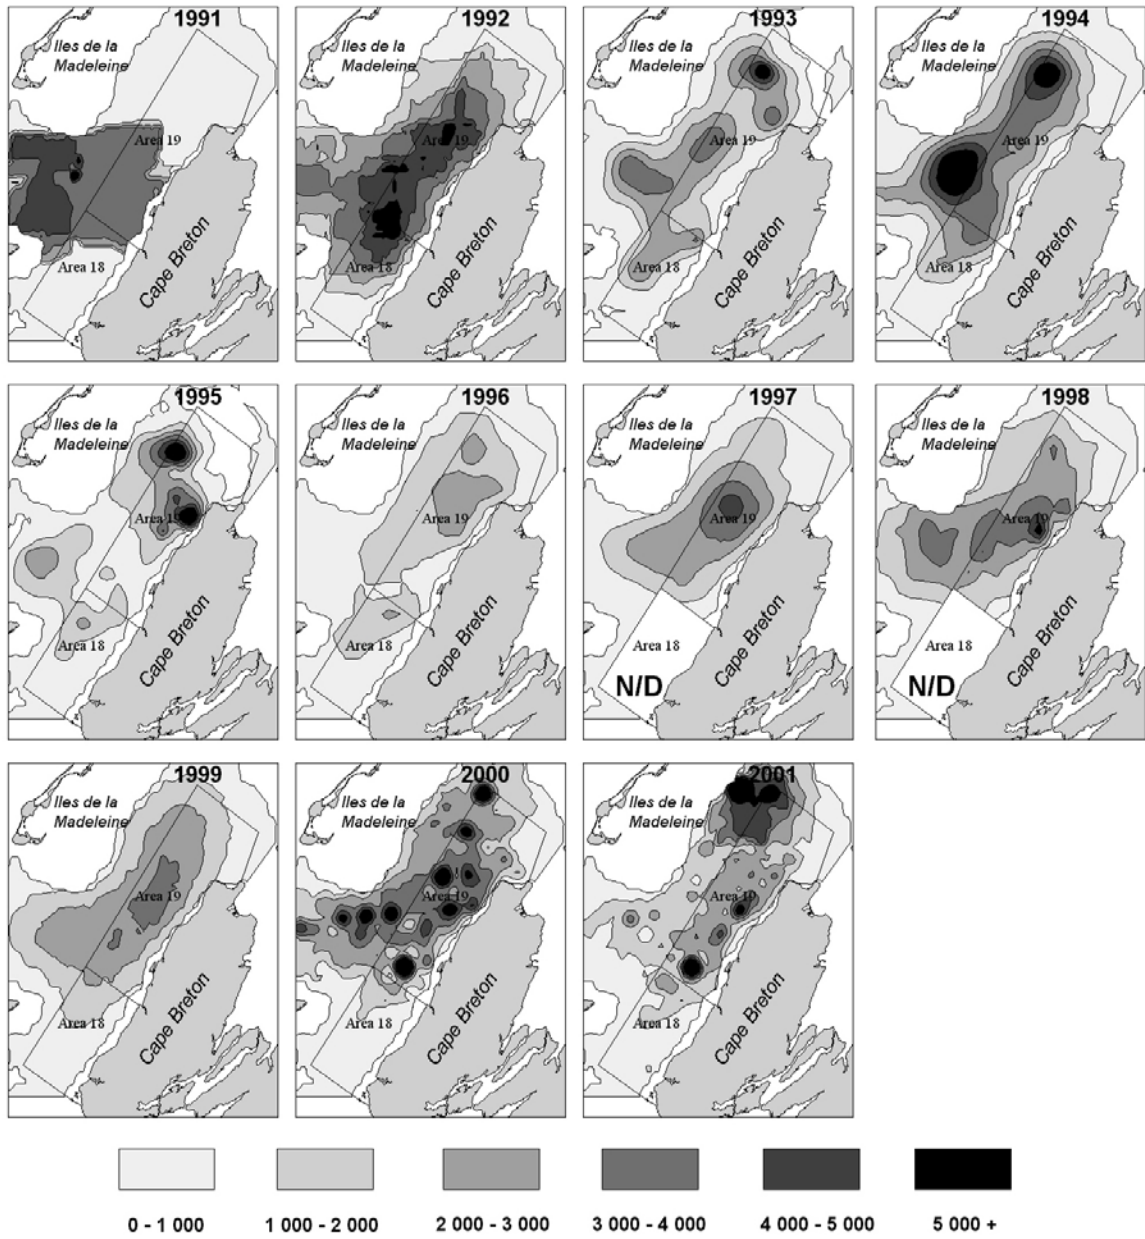 1991
Iles de la
Madeleine
Area 19
Area 18
Cape Breton
1992
Iles de la
Madeleine
Area 19
Area 18
Cape Breton
1993
Iles de la
Madeleine
Area 19
Area 18
Cape Breton
1994
Iles de la
Madeleine
Area 19
Area 18
Cape Breton
1995
Iles de la
Madeleine
Area 19
Area 18
Cape Breton
1996
Iles de la
Madeleine
Area 19
Area 18
Cape Breton
1997
Iles de la
Madeleine
Area 19
Area 18
Cape Breton
N/D
1998
Iles de la
Madeleine
Area 19
Area 18
Cape Breton
N/D
1999
Iles de la
Madeleine
Area 19
Area 18
Cape Breton
2000
Iles de la
Madeleine
Area 19
Area 18
Cape Breton
2001
Iles de la
Madeleine
Area 19
Area 18
Cape Breton
0 - 1 000
1 000 - 2 000
2 000 - 3 000
3 000 - 4 000
4 000 - 5 000
5 000 +